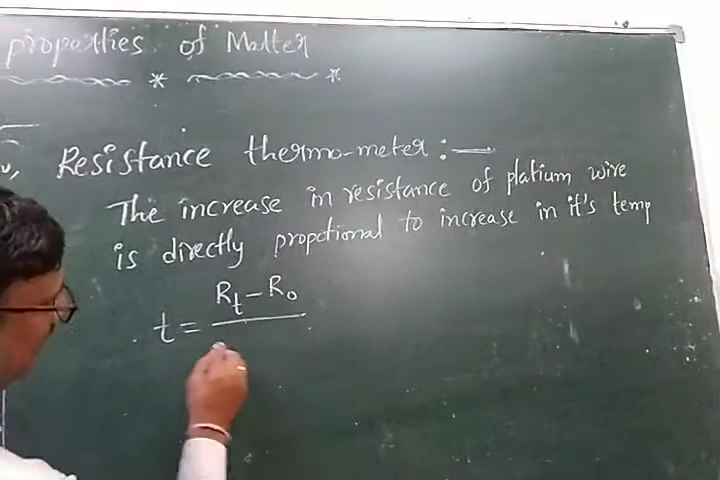 properties of Matter
Resistance thermo-meter :—
The increase in resistance of platium wire
is directly propctional to increase in it's temp
t = Rt - Ro